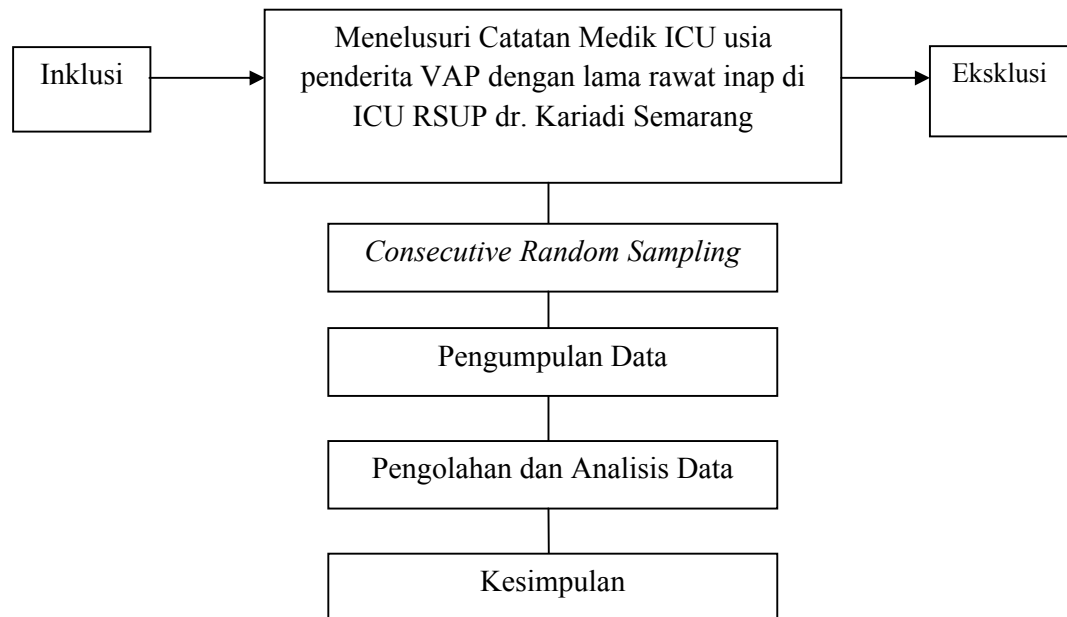 Inklusi
Menelusuri Catatan Medik ICU usia
penderita VAP dengan lama rawat inap di
ICU RSUP dr. Kariadi Semarang
Eksklusi
Consecutive Random Sampling
Pengumpulan Data
Pengolahan dan Analisis Data
Kesimpulan